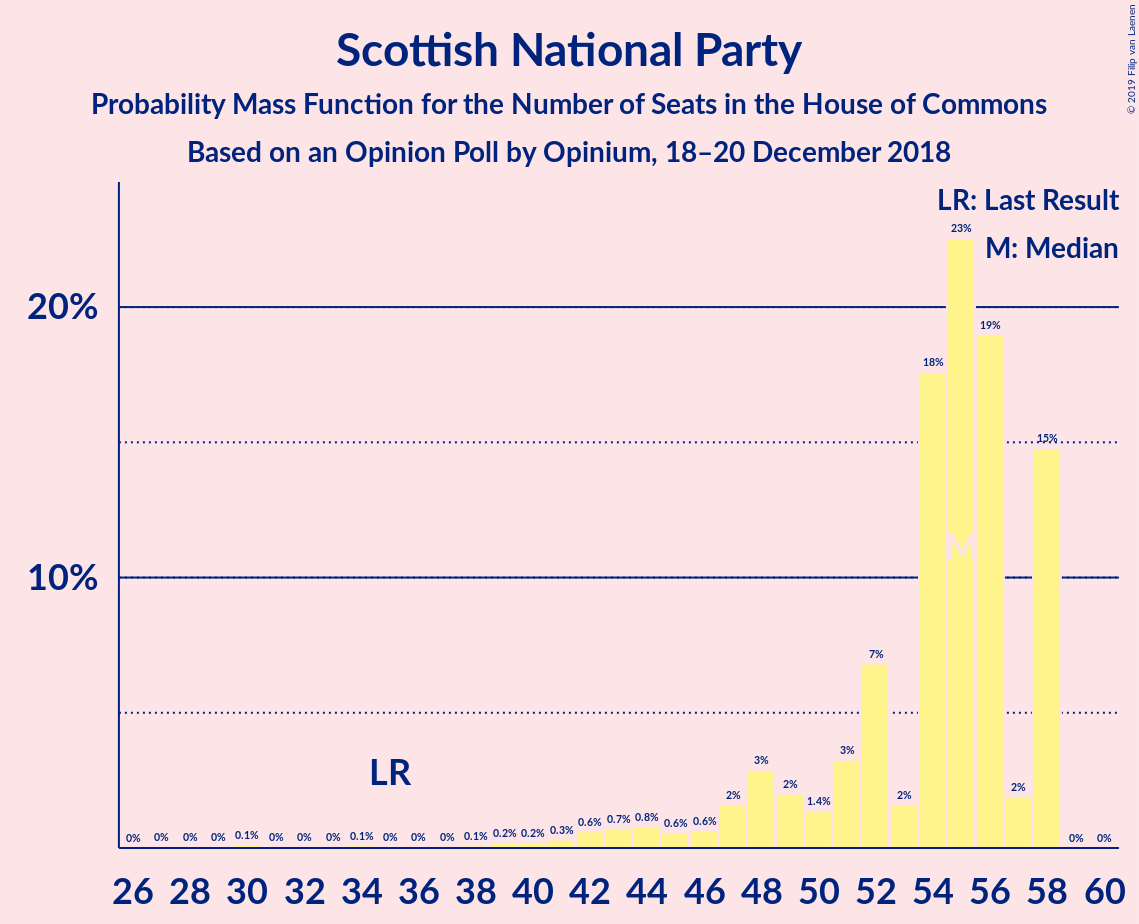 Scottish National Party
Probability Mass Function for the Number of Seats in the House of Commons
Based on an Opinion Poll by Opinium, 18–20 December 2018
© 2019 Filip van Laenen
LR: Last Result
M: Median
20%
10%
LR
M
0% 0% 0% 0% 0.1% 0% 0% 0% 0.1% 0% 0% 0% 0.1% 0.2% 0.2% 0.3% 0.6% 0.7% 0.8% 0.6% 0.6% 2% 3% 2% 1.4% 3% 7% 2% 18% 23% 19% 2% 15% 0% 0%
26 28 30 32 34 36 38 40 42 44 46 48 50 52 54 56 58 60